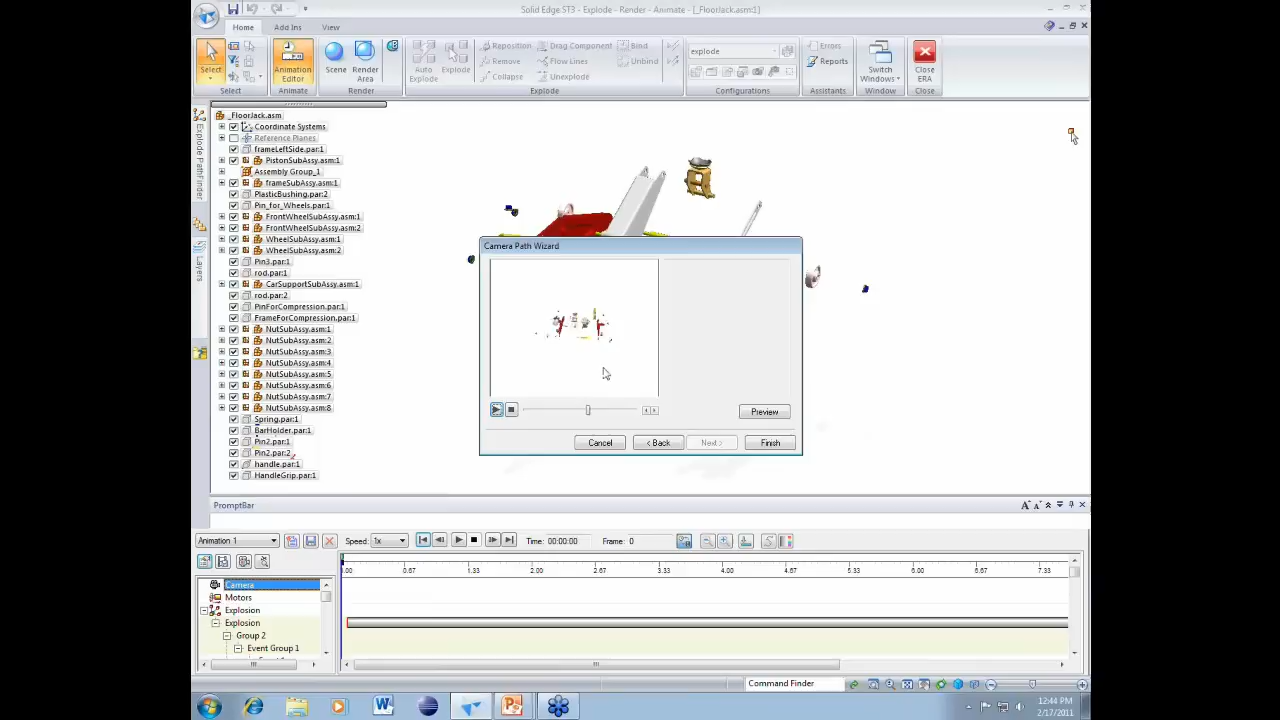 Solid Edge ST3 - Explode - Render - Animate - [_FloorJack.asm:1]
Home
Add Ins
View
Select
Animation Editor
Scene
Render Area
Auto Explode
Explode
Reposition
Remove
Collapse
Drag Component
Flow Lines
Unexplode
Bind
Unbind
explode
Errors
Reports
Switch Windows
Close ERA
Select
Animate
Render
Explode
Configurations
Assistants
Window
Close
Explode PathFinder
Layers
_FloorJack.asm
Coordinate Systems
Reference Planes
frameLeftSide.par:1
PistonSubAssy.asm:1
Assembly Group_1
frameSubAssy.asm:1
PlasticBushing.par:2
Pin_for_Wheels.par:1
FrontWheelSubAssy.asm:1
FrontWheelSubAssy.asm:2
WheelSubAssy.asm:1
WheelSubAssy.asm:2
Pin3.par:1
rod.par:1
CarSupportSubAssy.asm:1
rod.par:2
PinForCompression.par:1
FrameForCompression.par:1
NutSubAssy.asm:1
NutSubAssy.asm:2
NutSubAssy.asm:3
NutSubAssy.asm:4
NutSubAssy.asm:5
NutSubAssy.asm:6
NutSubAssy.asm:7
NutSubAssy.asm:8
Spring.par:1
BarHolder.par:1
Pin2.par:1
Pin2.par:2
handle.par:1
HandleGrip.par:1
Camera Path Wizard
Preview
Cancel
< Back
Next >
Finish
PromptBar
Animation 1
Speed: 1x
Time: 00:00:00
Frame: 0
0.67 1.33 2.00 2.67 3.33 4.00 4.67 5.33 6.00 6.67 7.33
Camera
Motors
Explosion
Explosion
Group 2
Event Group 1
Command Finder
12:44 PM
2/17/2011